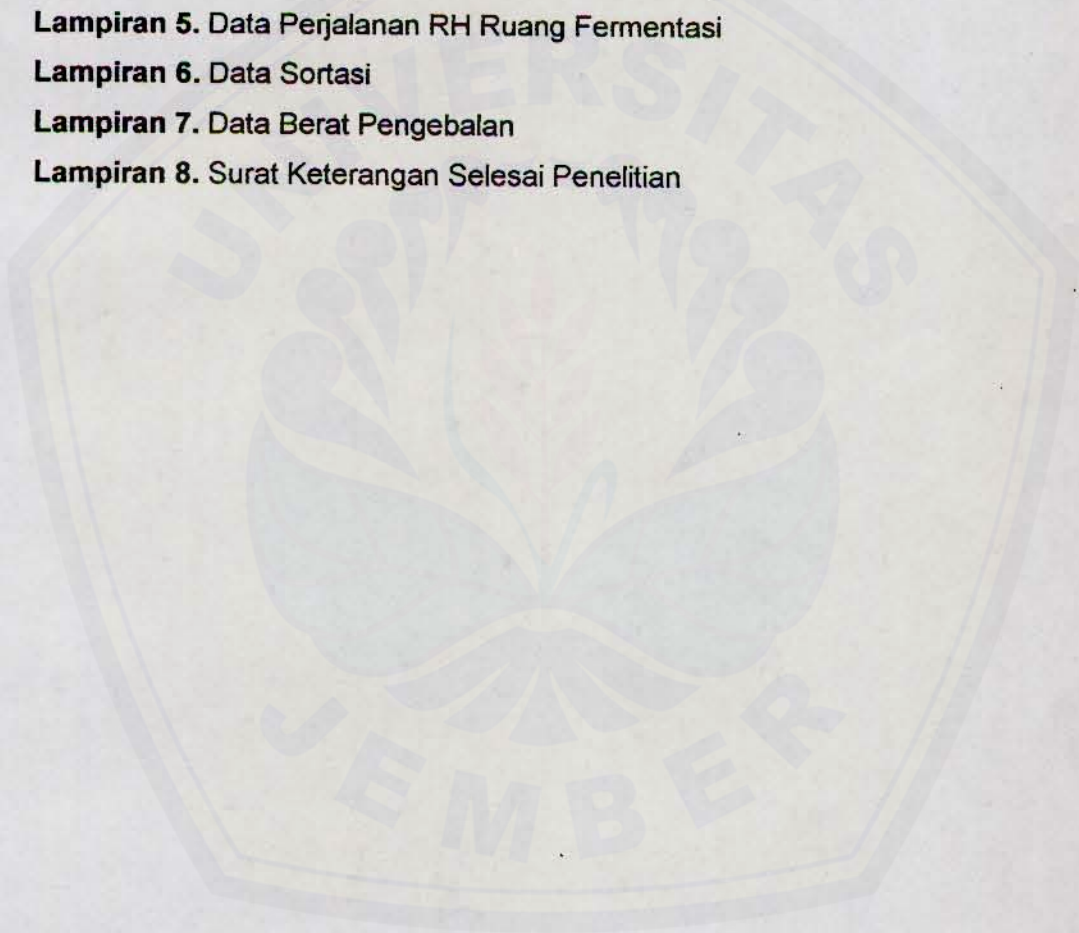 Lampiran 5. Data Perjalanan RH Ruang Fermentasi
Lampiran 6. Data Sortasi
Lampiran 7. Data Berat Pengebalan
Lampiran 8. Surat Keterangan Selesai Penelitian
UNIVERSITAS
JEMBER